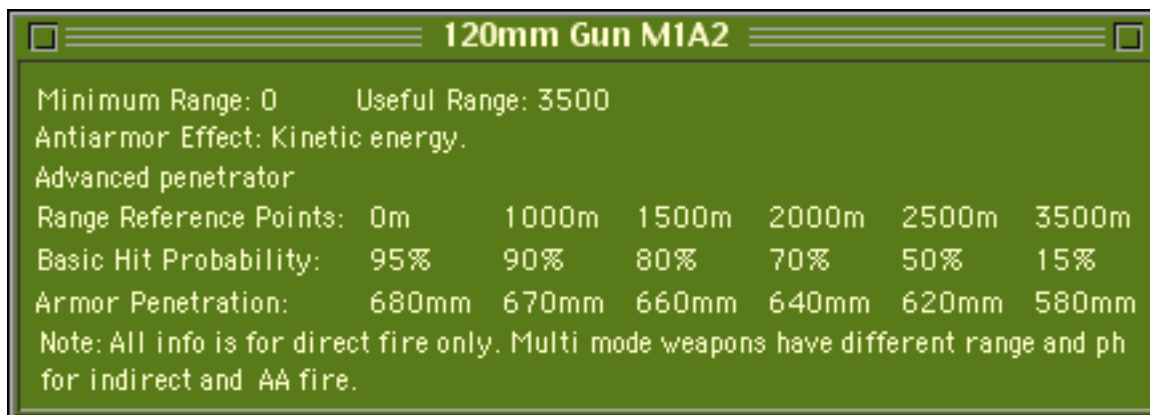 120mm Gun M1A2
Minimum Range: 0 Useful Range: 3500
Antiarmor Effect: Kinetic energy.
Advanced penetrator
Range Reference Points: 0m 1000m 1500m 2000m 2500m 3500m
Basic Hit Probability: 95% 90% 80% 70% 50% 15%
Armor Penetration: 680mm 670mm 660mm 640mm 620mm 580mm
Note: All info is for direct fire only. Multi mode weapons have different range and ph
for indirect and AA fire.